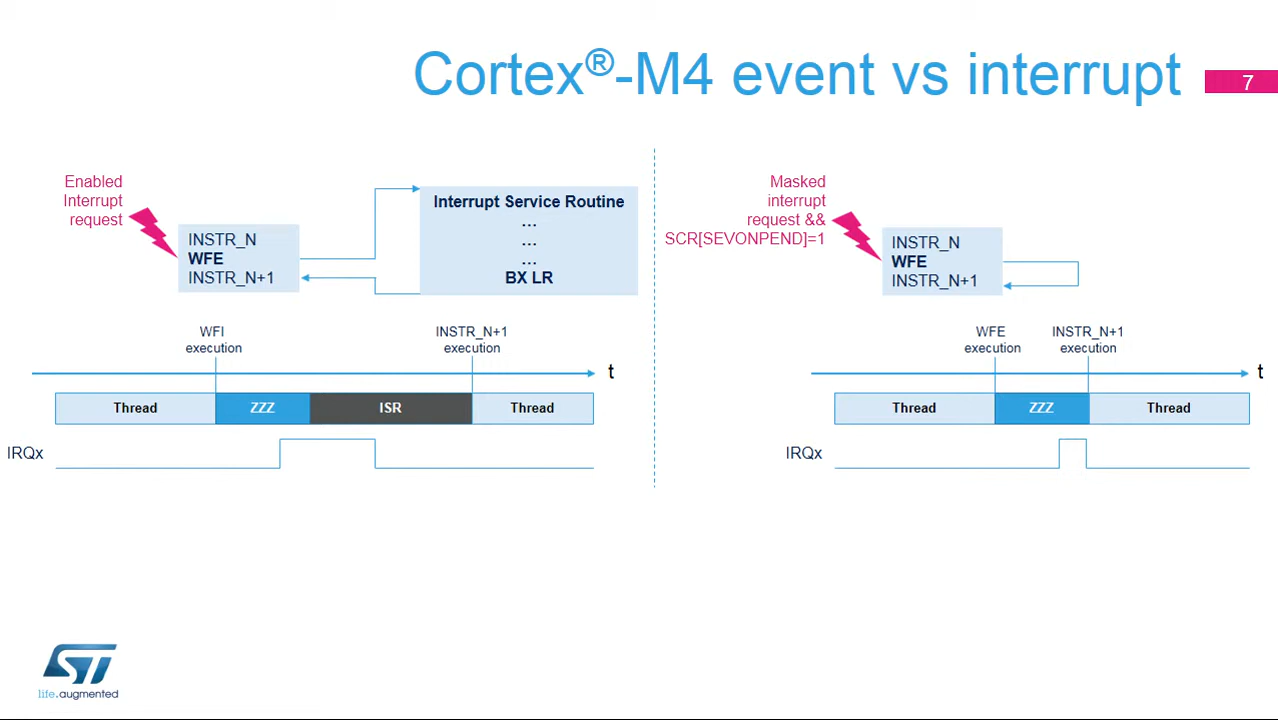 Cortex®-M4 event vs interrupt
7
Enabled
Interrupt
request
INSTR_N
WFE
INSTR_N+1
Interrupt Service Routine
...
...
...
BX LR
WFI
execution
INSTR_N+1
execution
t
Thread
ZZZ
ISR
Thread
IRQx
Masked
interrupt
request &&
SCR[SEVONPEND]=1
INSTR_N
WFE
INSTR_N+1
WFE
execution
INSTR_N+1
execution
t
Thread
ZZZ
Thread
IRQx
ST
life.augmented